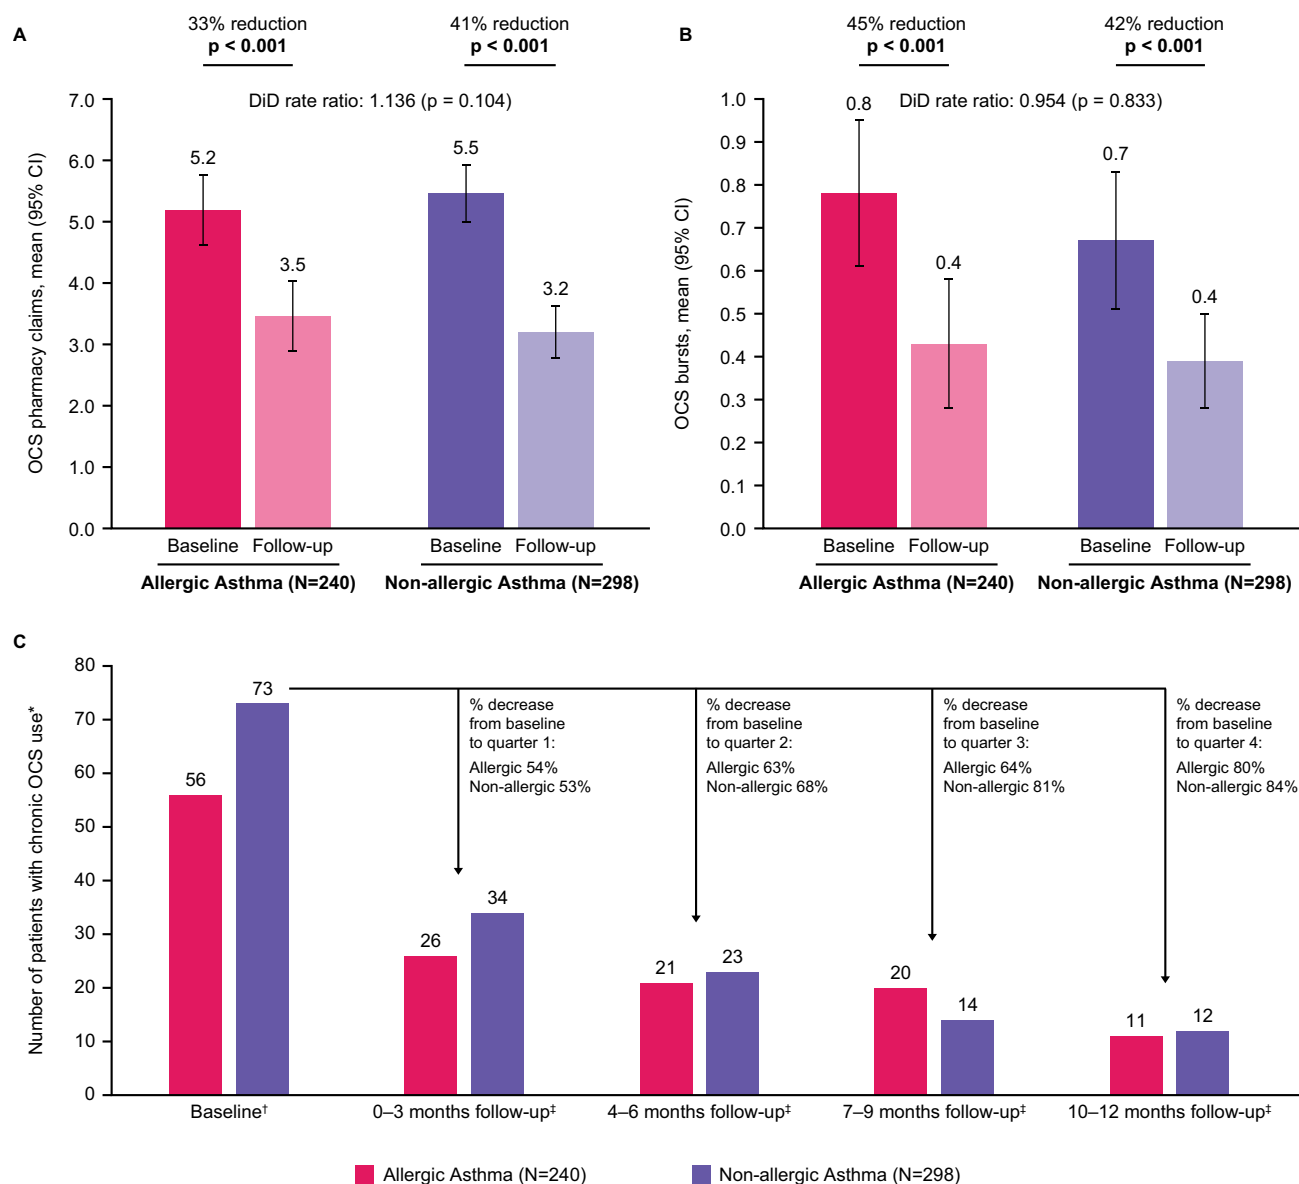 A
33% reduction
p < 0.001
41% reduction
p < 0.001
DiD rate ratio: 1.136 (p = 0.104)
OCS pharmacy claims, mean (95% CI)
7.0
6.0
5.0
4.0
3.0
2.0
1.0
0.0
5.2
3.5
5.5
3.2
Baseline Follow-up Baseline Follow-up
Allergic Asthma (N=240) Non-allergic Asthma (N=298)
B
45% reduction
p < 0.001
42% reduction
p < 0.001
DiD rate ratio: 0.954 (p = 0.833)
OCS bursts, mean (95% CI)
1.0
0.9
0.8
0.7
0.6
0.5
0.4
0.3
0.2
0.1
0.0
0.8
0.4
0.7
0.4
Baseline Follow-up Baseline Follow-up
Allergic Asthma (N=240) Non-allergic Asthma (N=298)
C
Number of patients with chronic OCS use*
80
70
60
50
40
30
20
10
0
56
73
26
34
21
23
20
14
11
12
% decrease
from baseline
to quarter 1:
Allergic 54%
Non-allergic 53%
% decrease
from baseline
to quarter 2:
Allergic 63%
Non-allergic 68%
% decrease
from baseline
to quarter 3:
Allergic 64%
Non-allergic 81%
% decrease
from baseline
to quarter 4:
Allergic 80%
Non-allergic 84%
Baseline† 0–3 months follow-up‡ 4–6 months follow-up‡ 7–9 months follow-up‡ 10–12 months follow-up‡
Allergic Asthma (N=240) Non-allergic Asthma (N=298)